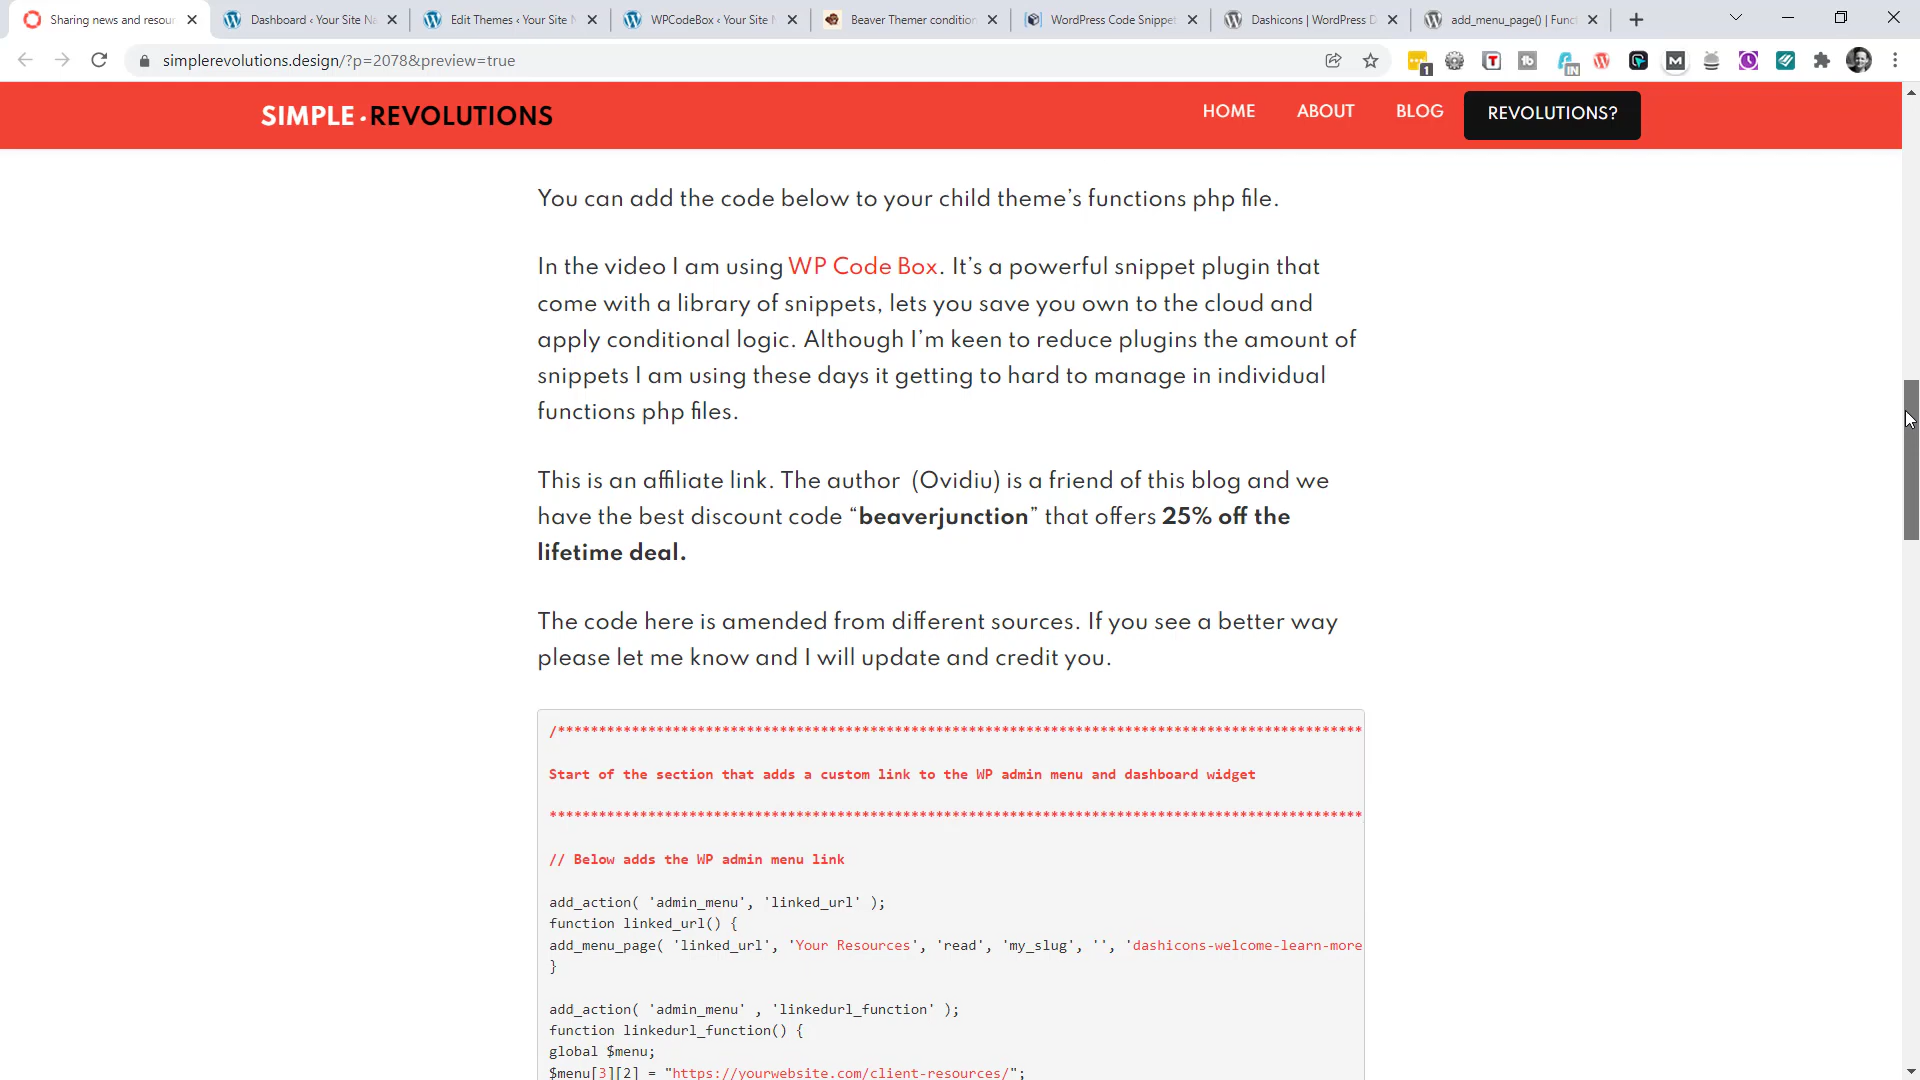 Sharing news and resour
Dashboard ‹ Your Site Na
Edit Themes ‹ Your Site N
WPCodeBox ‹ Your Site N
Beaver Themer condition
WordPress Code Snippet
Dashicons | WordPress D
add_menu_page() | Funct
simplerevolutions.design/?p=2078&preview=true
SIMPLE • REVOLUTIONS
HOME
ABOUT
BLOG
REVOLUTIONS?
You can add the code below to your child theme’s functions php file.
In the video I am using WP Code Box. It’s a powerful snippet plugin that
come with a library of snippets, lets you save you own to the cloud and
apply conditional logic. Although I’m keen to reduce plugins the amount of
snippets I am using these days it getting to hard to manage in individual
functions php files.
This is an affiliate link. The author (Ovidiu) is a friend of this blog and we
have the best discount code “beaverjunction” that offers 25% off the
lifetime deal.
The code here is amended from different sources. If you see a better way
please let me know and I will update and credit you.
/**************************************************************************************************
Start of the section that adds a custom link to the WP admin menu and dashboard widget
***************************************************************************************************
// Below adds the WP admin menu link
add_action( 'admin_menu', 'linked_url' );
function linked_url() {
add_menu_page( 'linked_url', 'Your Resources', 'read', 'my_slug', '', 'dashicons-welcome-learn-more
}
add_action( 'admin_menu' , 'linkedurl_function' );
function linkedurl_function() {
global $menu;
$menu[3][2] = "https://yourwebsite.com/client-resources/";